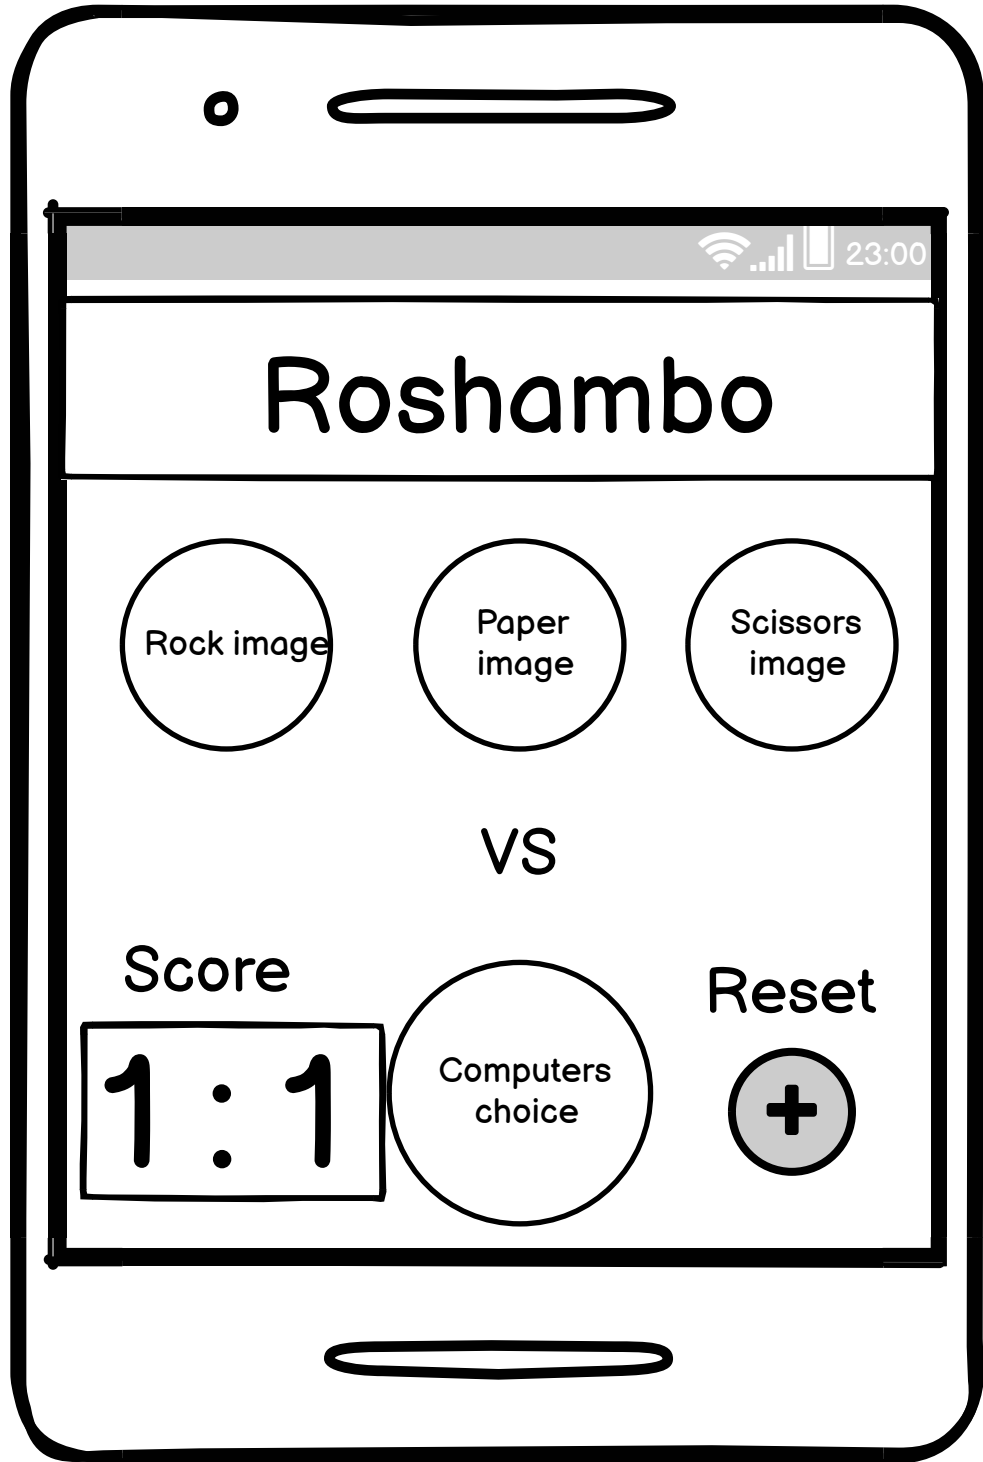 23:00
Roshambo
Rock image
Paper
image
Scissors
image
VS
Score
1 : 1
Computers
choice
Reset
+